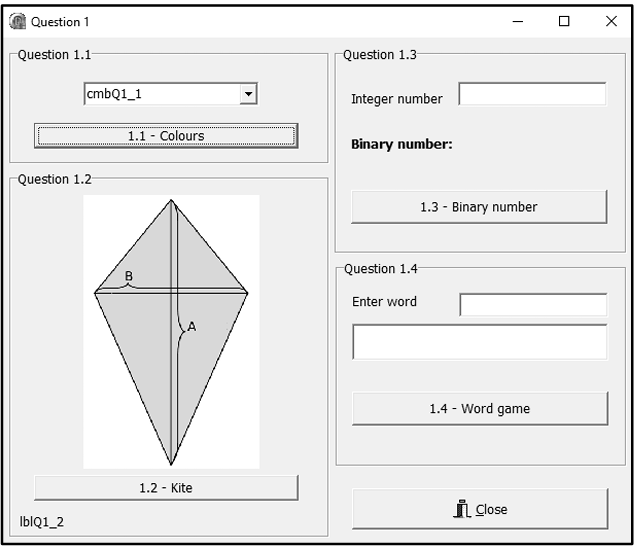 Question 1
Question 1.1
cmbQ1_1
1.1 - Colours
Question 1.2
B
A
1.2 - Kite
lblQ1_2
Question 1.3
Integer number
Binary number:
1.3 - Binary number
Question 1.4
Enter word
1.4 - Word game
Close